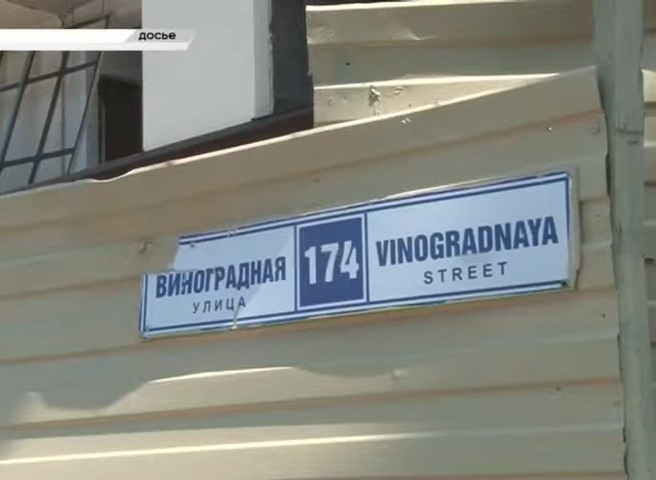 досье
ВИНОГРАДНАЯ
УЛИЦА
174
VINOGRADNAYA
STREET